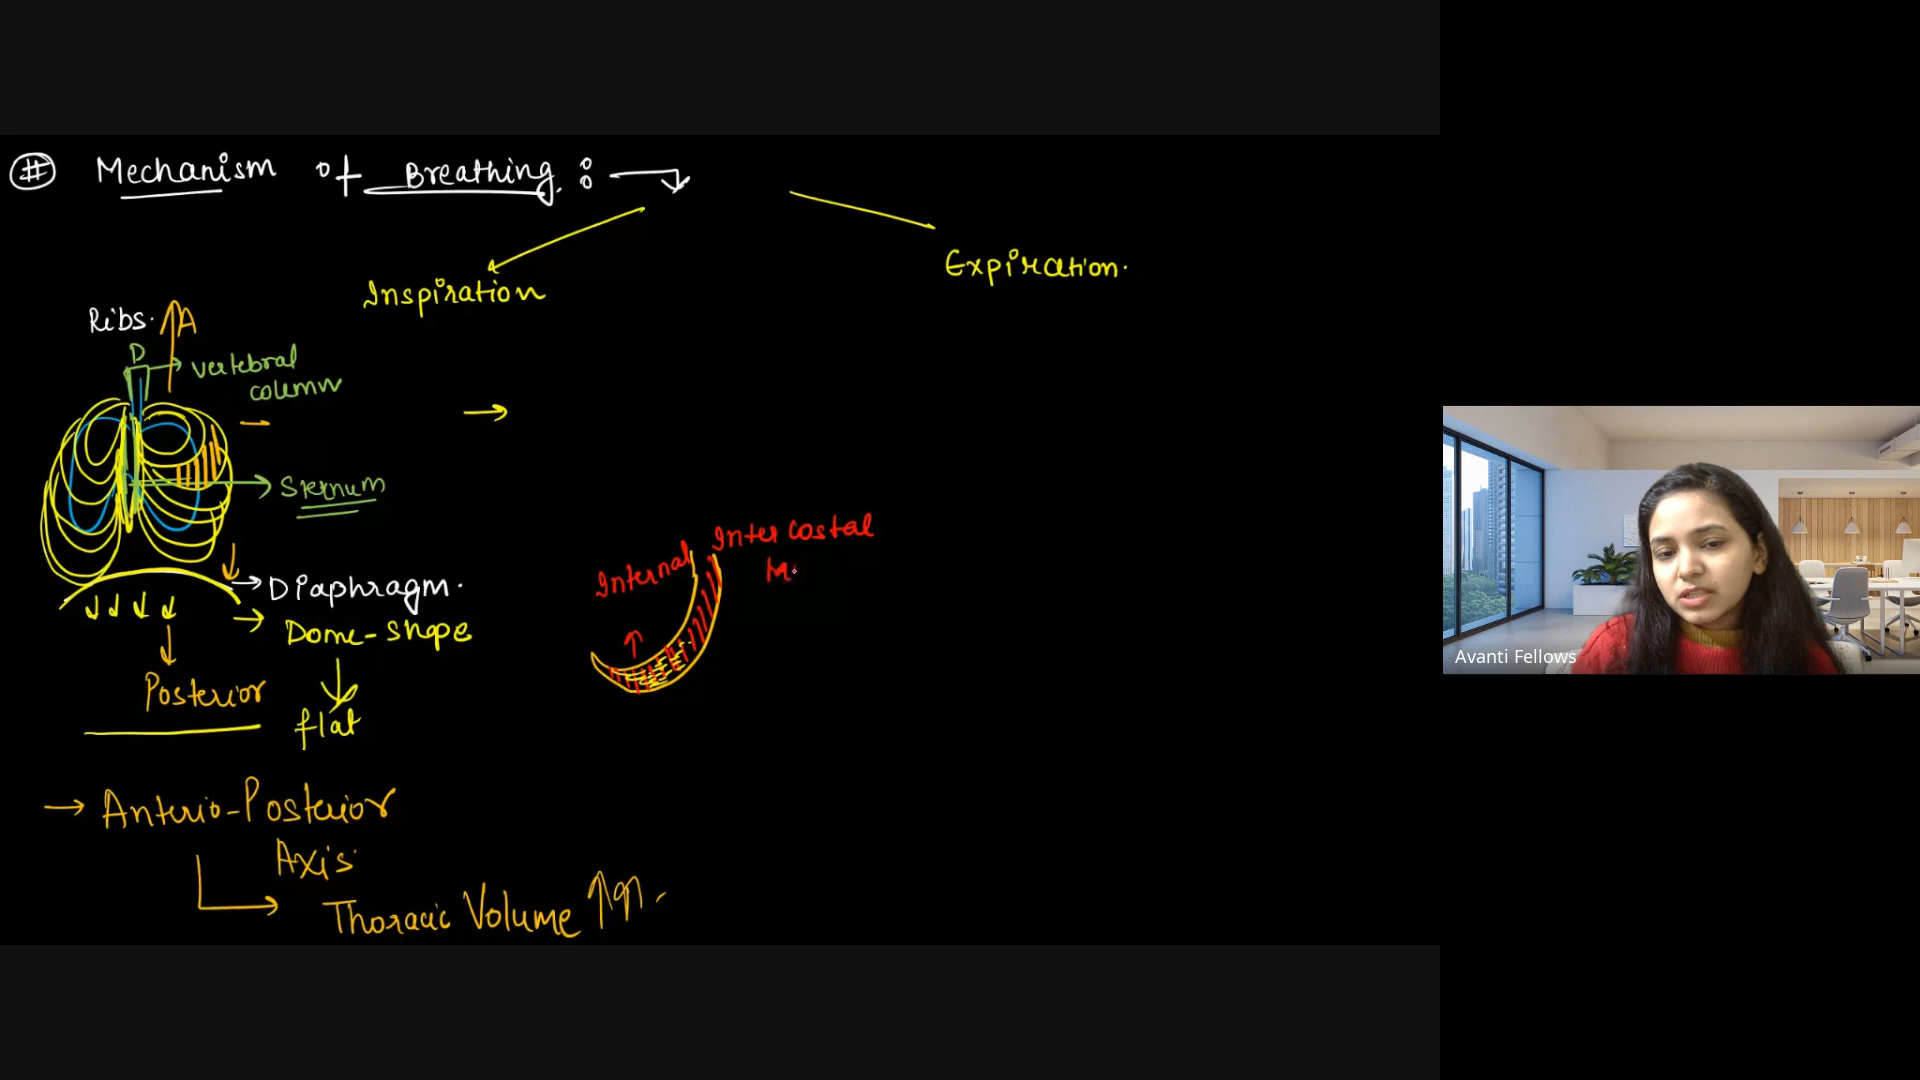 # Mechanism of Breathing :
Inspiration
Expiration.
Ribs. A
D
Vertebral
column
Sternum
Internal
Inter costal
M.
Diaphragm.
Dome-shape
Posterior
flat
Anterio-Posterior
Axis
Thoracic Volume
Avanti Fellows